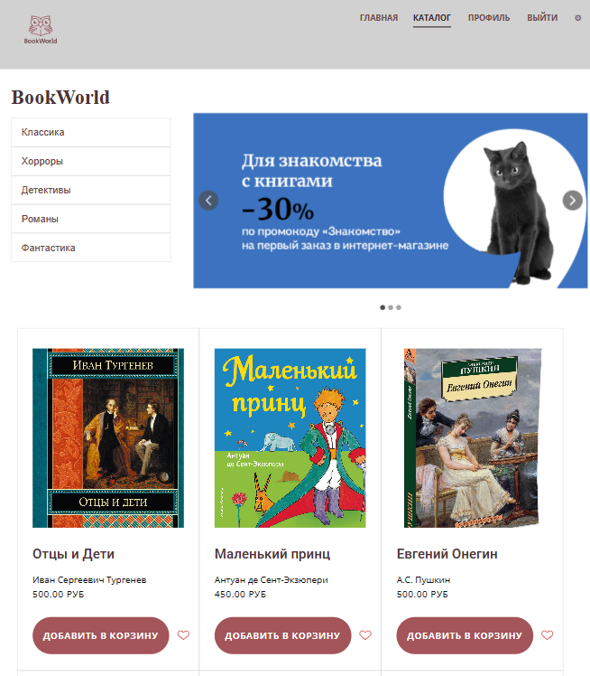 BookWorld
ГЛАВНАЯ КАТАЛОГ ПРОФИЛЬ ВЫЙТИ
BookWorld
Классика
Хорроры
Детективы
Романы
Фантастика
Для знакомства
с книгами
-30%
по промокоду «Знакомство»
на первый заказ в интернет-магазине
ИВАН ТУРГЕНЕВ
ОТЦЫ И ДЕТИ
Маленький
принц
Антуан
де Сент-Экзюпери
ПУШКИН
Евгений Онегин
ПУШКИН
Отцы и Дети
Иван Сергеевич Тургенев
500.00 РУБ
ДОБАВИТЬ В КОРЗИНУ
Маленький принц
Антуан де Сент-Экзюпери
450.00 РУБ
ДОБАВИТЬ В КОРЗИНУ
Евгений Онегин
А.С. Пушкин
500.00 РУБ
ДОБАВИТЬ В КОРЗИНУ